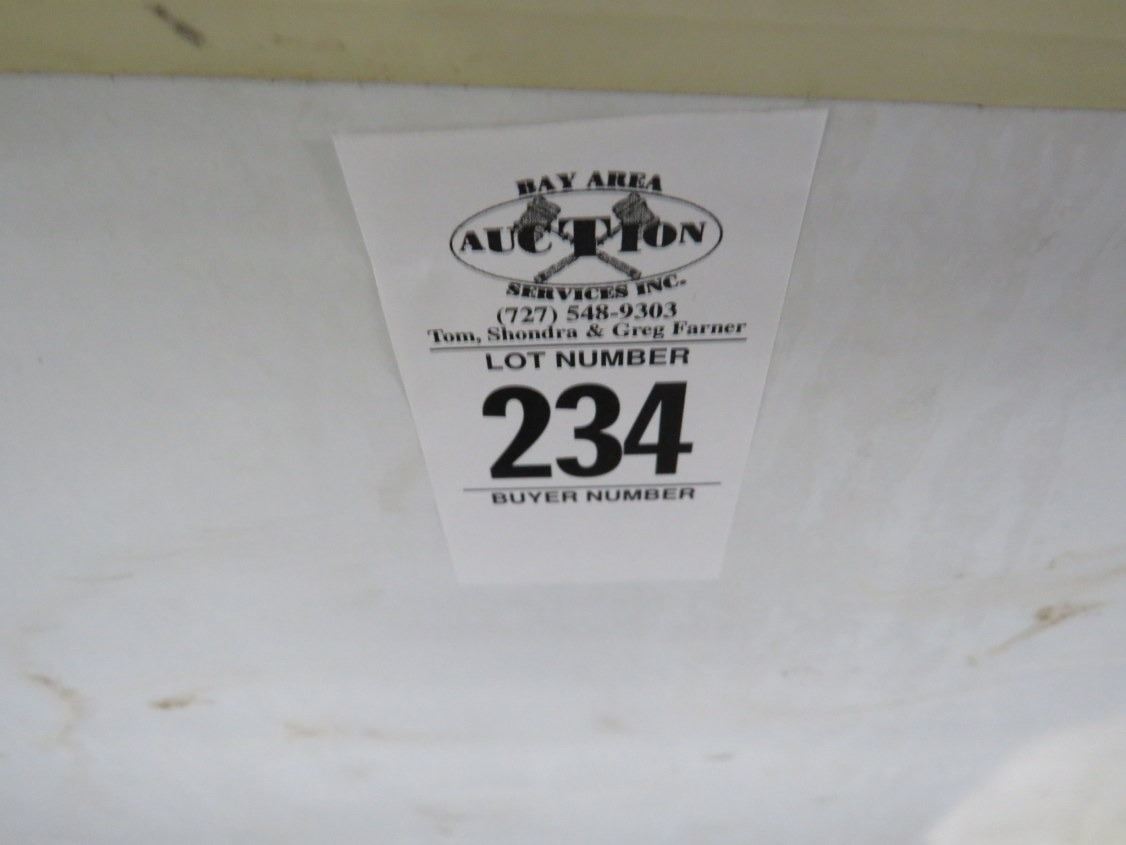 BAY AREA
AUCTION
SERVICES INC.
(727) 548-9303
Tom, Shondra & Greg Farner
LOT NUMBER
234
BUYER NUMBER